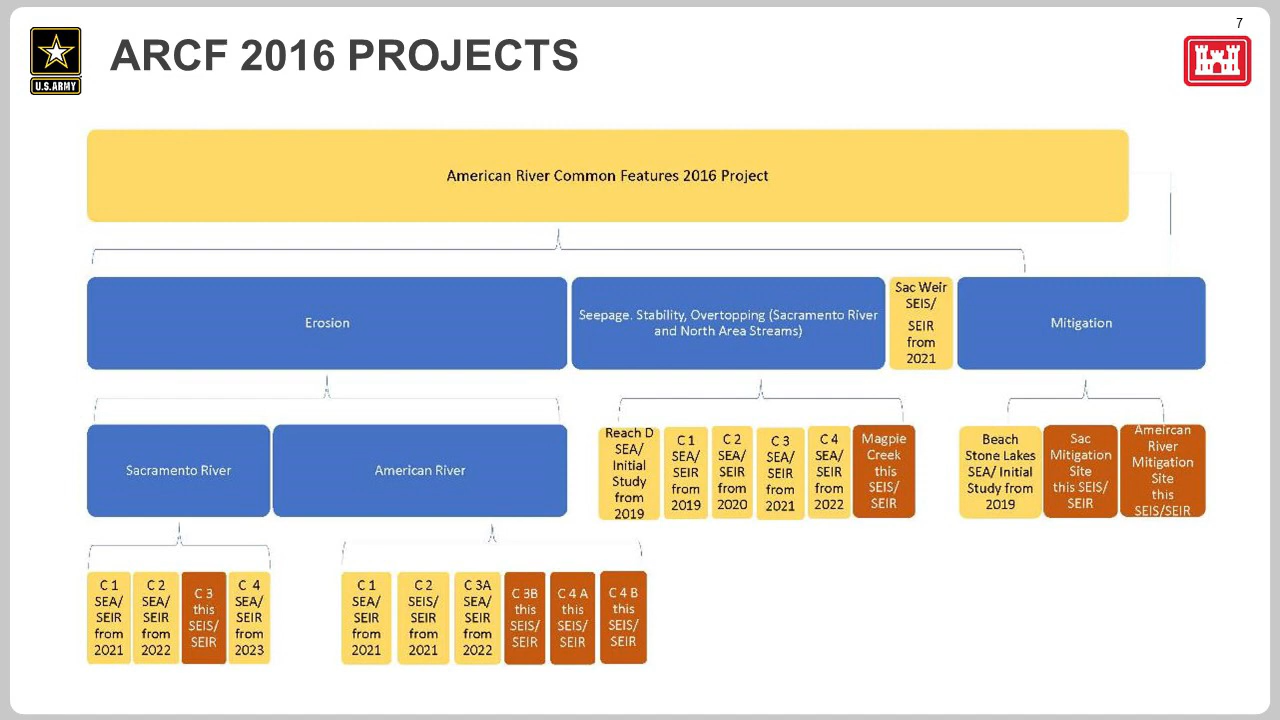 7
ARCF 2016 PROJECTS
U.S.ARMY
American River Common Features 2016 Project
Erosion
Seepage. Stability, Overtopping (Sacramento River
and North Area Streams)
Sac Weir
SEIS/
SEIR
from
2021
Mitigation
Sacramento River
American River
Reach D
SEA/
Initial
Study
from
2019
C 1
SEA/
SEIR
from
2019
C 2
SEA/
SEIR
from
2020
C 3
SEA/
SEIR
from
2021
C 4
SEA/
SEIR
from
2022
Magpie
Creek
this
SEIS/
SEIR
Beach
Stone Lakes
SEA/ Initial
Study from
2019
Sac
Mitigation
Site
this SEIS/
SEIR
Ameircan
River
Mitigation
Site
this
SEIS/SEIR
C 1
SEA/
SEIR
from
2021
C 2
SEA/
SEIR
from
2022
C 3
this
SEIS/
SEIR
C 4
SEA/
SEIR
from
2023
C 1
SEA/
SEIR
from
2021
C 2
SEIS/
SEIR
from
2021
C 3A
SEA/
SEIR
from
2022
C 3B
this
SEIS/
SEIR
C 4 A
this
SEIS/
SEIR
C 4 B
this
SEIS/
SEIR